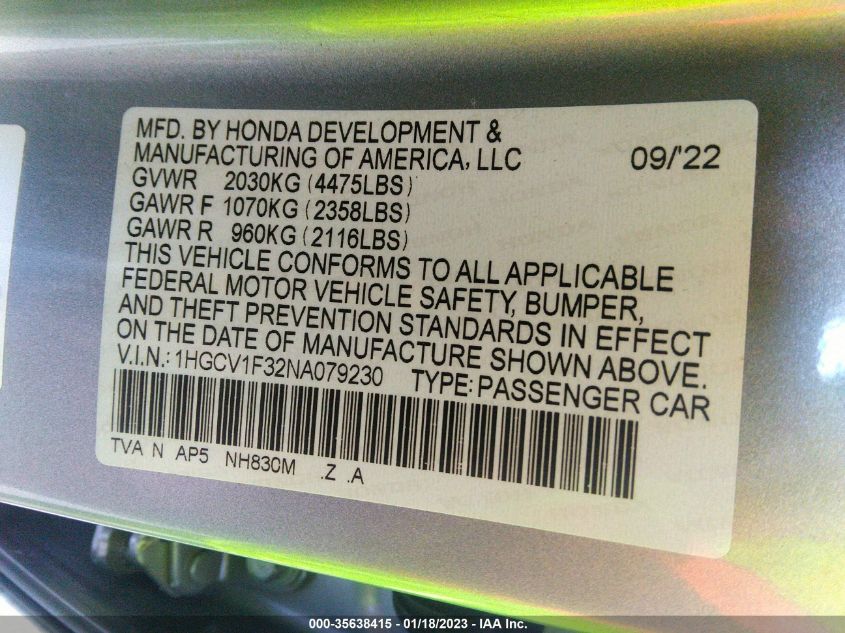 MFD. BY HONDA DEVELOPMENT &
MANUFACTURING OF AMERICA, LLC 09/'22
GVWR 2030KG (4475LBS)
GAWR F 1070KG (2358LBS)
GAWR R 960KG (2116LBS)
THIS VEHICLE CONFORMS TO ALL APPLICABLE
FEDERAL MOTOR VEHICLE SAFETY, BUMPER,
AND THEFT PREVENTION STANDARDS IN EFFECT
ON THE DATE OF MANUFACTURE SHOWN ABOVE.
V.I.N.: 1HGCV1F32NA079230 TYPE: PASSENGER CAR
TVA N AP5 NH830M .Z .A
000-35638415 — 01/18/2023 — IAA Inc.